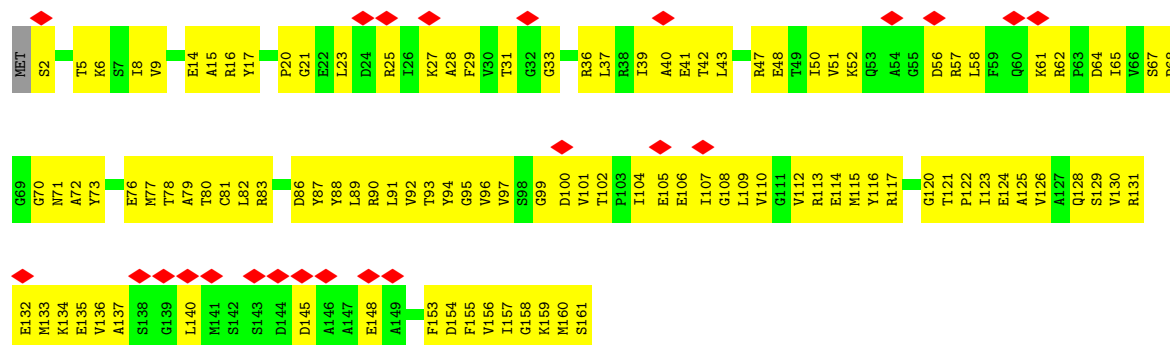 MET S2 T5 K6 S7 I8 V9 E14 A15 R16 Y17 P20 G21 E22 L23 D24 R25 I26 K27 A28 F29 V30 T31 G32 G33 R36 L37 R38 I39 A40 E41 T42 L43 R47 E48 T49 I50 V51 K52 Q53 A54 G55 D56 R57 L58 F59 Q60 K61 R62 P63 D64 I65 V66 S67
G69 G70 N71 A72 Y73 E76 M77 T78 A79 T80 C81 L82 R83 D86 Y87 Y88 L89 R90 L91 V92 T93 Y94 G95 V96 V97 S98 G99 D100 V101 T102 P103 I104 E105 E106 I107 G108 L109 V110 G111 V112 R113 E114 M115 Y116 R117 G120 T121 P122 I123 E124 A125 V126 A127 Q128 S129 V130 R131
E132 M133 K134 E135 V136 A137 S138 G139 L140 M141 S142 S143 D144 D145 A146 A147 E148 A149 F153 D154 F155 V156 I157 G158 K159 M160 S161